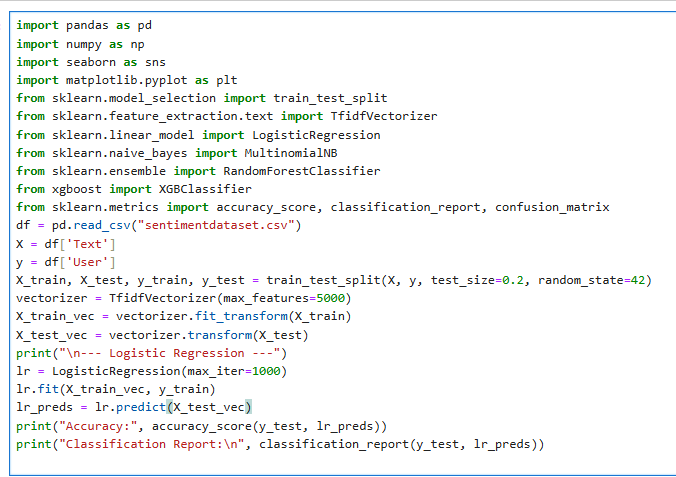 import pandas as pd
import numpy as np
import seaborn as sns
import matplotlib.pyplot as plt
from sklearn.model_selection import train_test_split
from sklearn.feature_extraction.text import TfidfVectorizer
from sklearn.linear_model import LogisticRegression
from sklearn.naive_bayes import MultinomialNB
from sklearn.ensemble import RandomForestClassifier
from xgboost import XGBClassifier
from sklearn.metrics import accuracy_score, classification_report, confusion_matrix
df = pd.read_csv("sentimentdataset.csv")
X = df['Text']
y = df['User']
X_train, X_test, y_train, y_test = train_test_split(X, y, test_size=0.2, random_state=42)
vectorizer = TfidfVectorizer(max_features=5000)
X_train_vec = vectorizer.fit_transform(X_train)
X_test_vec = vectorizer.transform(X_test)
print("\n--- Logistic Regression ---")
lr = LogisticRegression(max_iter=1000)
lr.fit(X_train_vec, y_train)
lr_preds = lr.predict(X_test_vec)
print("Accuracy:", accuracy_score(y_test, lr_preds))
print("Classification Report:\n", classification_report(y_test, lr_preds))